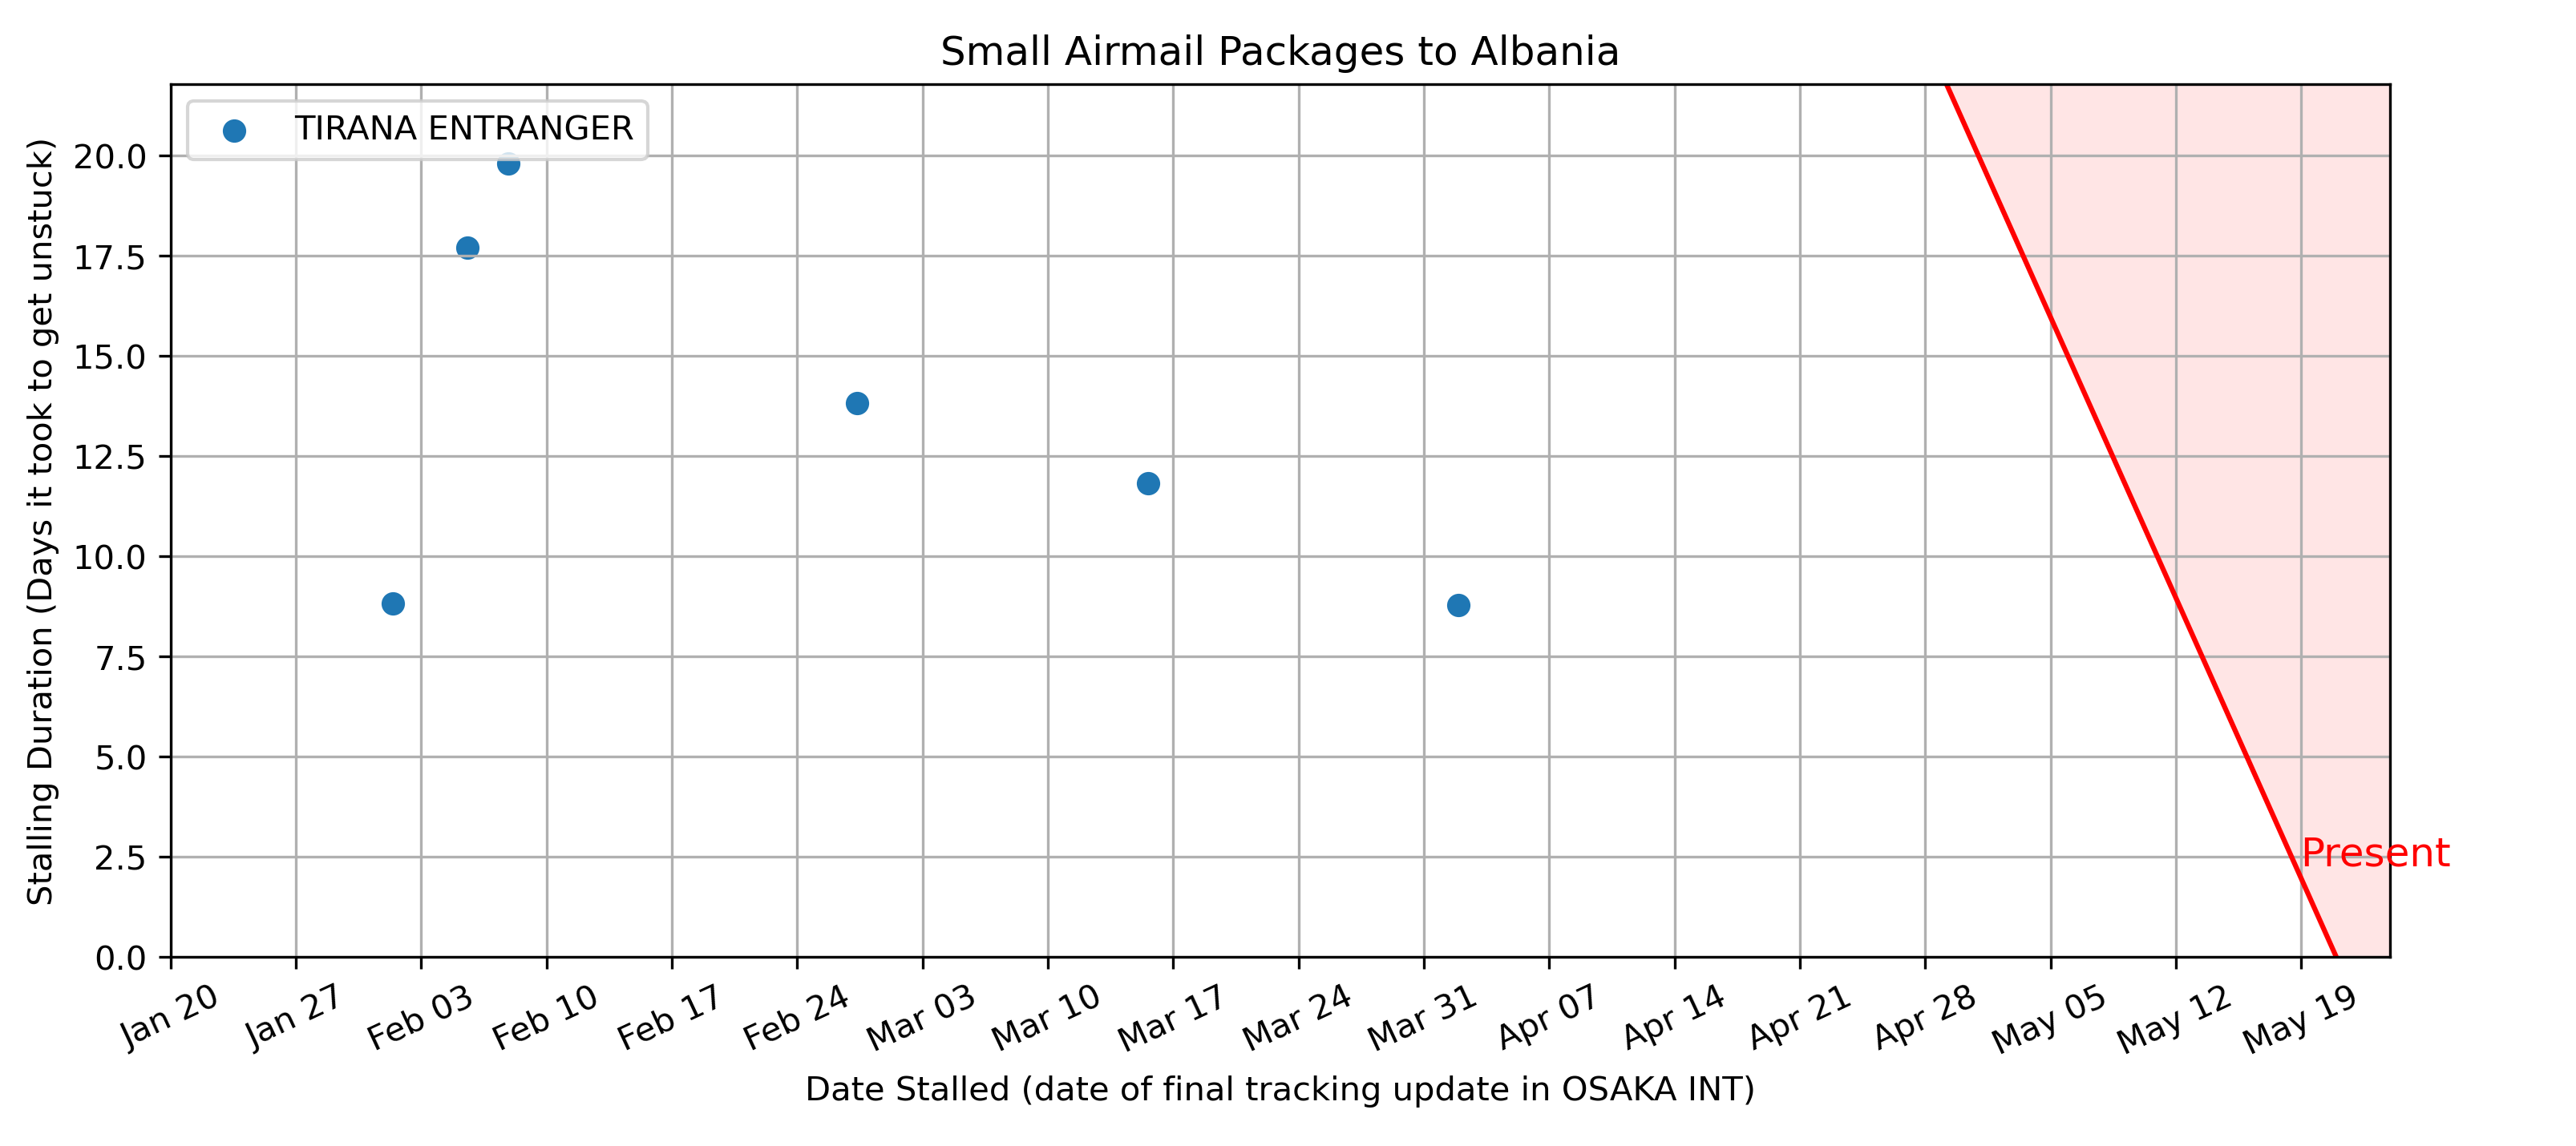 Small Airmail Packages to Albania
TIRANA ENTRANGER
Stalling Duration (Days it took to get unstuck)
20.0
17.5
15.0
12.5
10.0
7.5
5.0
2.5
0.0
Present
Jan 20
Jan 27
Feb 03
Feb 10
Feb 17
Feb 24
Mar 03
Mar 10
Mar 17
Mar 24
Mar 31
Apr 07
Apr 14
Apr 21
Apr 28
May 05
May 12
May 19
Date Stalled (date of final tracking update in OSAKA INT)